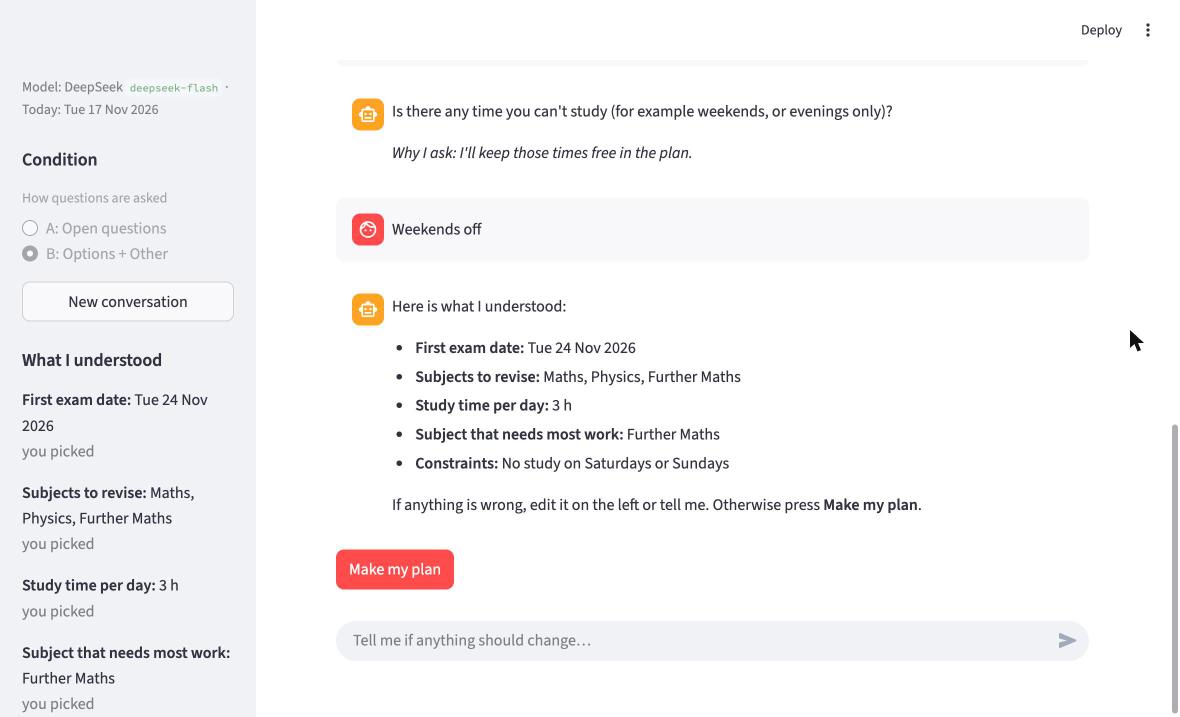 Deploy
Model: DeepSeek deepseek-flash ·
Today: Tue 17 Nov 2026
Condition
How questions are asked
A: Open questions
B: Options + Other
New conversation
What I understood
First exam date: Tue 24 Nov
2026
you picked
Subjects to revise: Maths,
Physics, Further Maths
you picked
Study time per day: 3 h
you picked
Subject that needs most work:
Further Maths
you picked
Is there any time you can't study (for example weekends, or evenings only)?
Why I ask: I'll keep those times free in the plan.
Weekends off
Here is what I understood:
• First exam date: Tue 24 Nov 2026
• Subjects to revise: Maths, Physics, Further Maths
• Study time per day: 3 h
• Subject that needs most work: Further Maths
• Constraints: No study on Saturdays or Sundays
If anything is wrong, edit it on the left or tell me. Otherwise press Make my plan.
Make my plan
Tell me if anything should change…